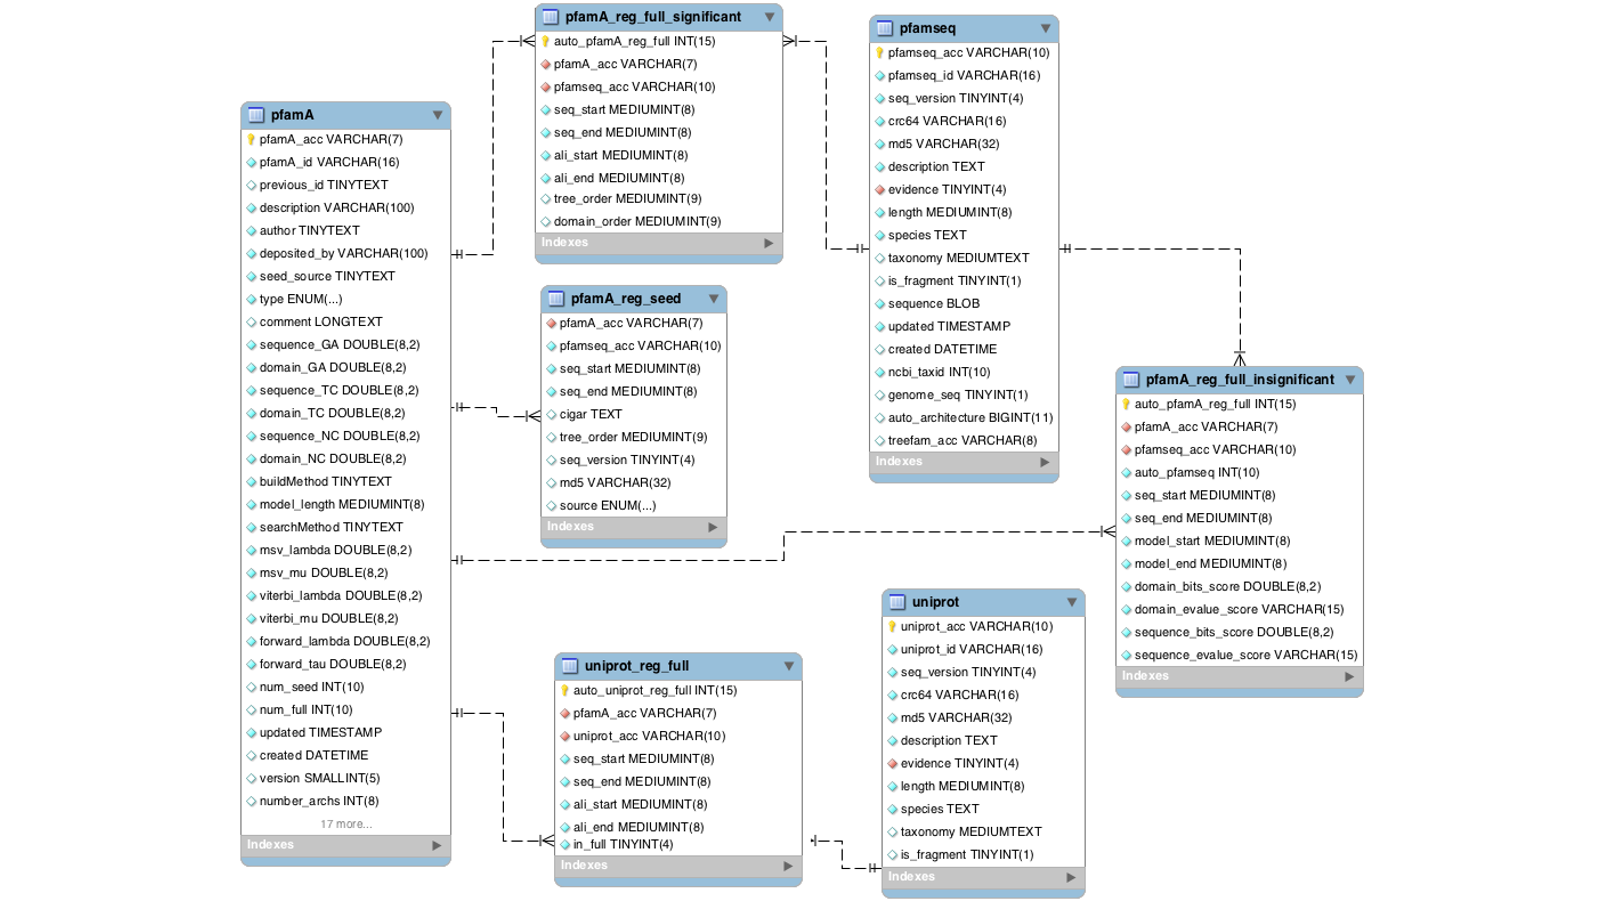 pfamA_reg_full_significant
auto_pfamA_reg_full INT(15)
pfamA_acc VARCHAR(7)
pfamseq_acc VARCHAR(10)
seq_start MEDIUMINT(8)
seq_end MEDIUMINT(8)
ali_start MEDIUMINT(8)
ali_end MEDIUMINT(8)
tree_order MEDIUMINT(9)
domain_order MEDIUMINT(9)
Indexes
pfamseq
pfamseq_acc VARCHAR(10)
pfamseq_id VARCHAR(16)
seq_version TINYINT(4)
crc64 VARCHAR(16)
md5 VARCHAR(32)
description TEXT
evidence TINYINT(4)
length MEDIUMINT(8)
species TEXT
taxonomy MEDIUMTEXT
is_fragment TINYINT(1)
sequence BLOB
updated TIMESTAMP
created DATETIME
ncbi_taxid INT(10)
genome_seq TINYINT(1)
auto_architecture BIGINT(11)
treefam_acc VARCHAR(8)
Indexes
pfamA
pfamA_acc VARCHAR(7)
pfamA_id VARCHAR(16)
previous_id TINYTEXT
description VARCHAR(100)
author TINYTEXT
deposited_by VARCHAR(100)
seed_source TINYTEXT
type ENUM(...)
comment LONGTEXT
sequence_GA DOUBLE(8,2)
domain_GA DOUBLE(8,2)
sequence_TC DOUBLE(8,2)
domain_TC DOUBLE(8,2)
sequence_NC DOUBLE(8,2)
domain_NC DOUBLE(8,2)
buildMethod TINYTEXT
model_length MEDIUMINT(8)
searchMethod TINYTEXT
msv_lambda DOUBLE(8,2)
msv_mu DOUBLE(8,2)
viterbi_lambda DOUBLE(8,2)
viterbi_mu DOUBLE(8,2)
forward_lambda DOUBLE(8,2)
forward_tau DOUBLE(8,2)
num_seed INT(10)
num_full INT(10)
updated TIMESTAMP
created DATETIME
version SMALLINT(5)
number_archs INT(8)
17 more...
Indexes
pfamA_reg_seed
pfamA_acc VARCHAR(7)
pfamseq_acc VARCHAR(10)
seq_start MEDIUMINT(8)
seq_end MEDIUMINT(8)
cigar TEXT
tree_order MEDIUMINT(9)
seq_version TINYINT(4)
md5 VARCHAR(32)
source ENUM(...)
Indexes
pfamA_reg_full_insignificant
auto_pfamA_reg_full INT(15)
pfamA_acc VARCHAR(7)
pfamseq_acc VARCHAR(10)
auto_pfamseq INT(10)
seq_start MEDIUMINT(8)
seq_end MEDIUMINT(8)
model_start MEDIUMINT(8)
model_end MEDIUMINT(8)
domain_bits_score DOUBLE(8,2)
domain_evalue_score VARCHAR(15)
sequence_bits_score DOUBLE(8,2)
sequence_evalue_score VARCHAR(15)
Indexes
uniprot_reg_full
auto_uniprot_reg_full INT(15)
pfamA_acc VARCHAR(7)
uniprot_acc VARCHAR(10)
seq_start MEDIUMINT(8)
seq_end MEDIUMINT(8)
ali_start MEDIUMINT(8)
ali_end MEDIUMINT(8)
in_full TINYINT(4)
Indexes
uniprot
uniprot_acc VARCHAR(10)
uniprot_id VARCHAR(16)
seq_version TINYINT(4)
crc64 VARCHAR(16)
md5 VARCHAR(32)
description TEXT
evidence TINYINT(4)
length MEDIUMINT(8)
species TEXT
taxonomy MEDIUMTEXT
is_fragment TINYINT(1)
Indexes